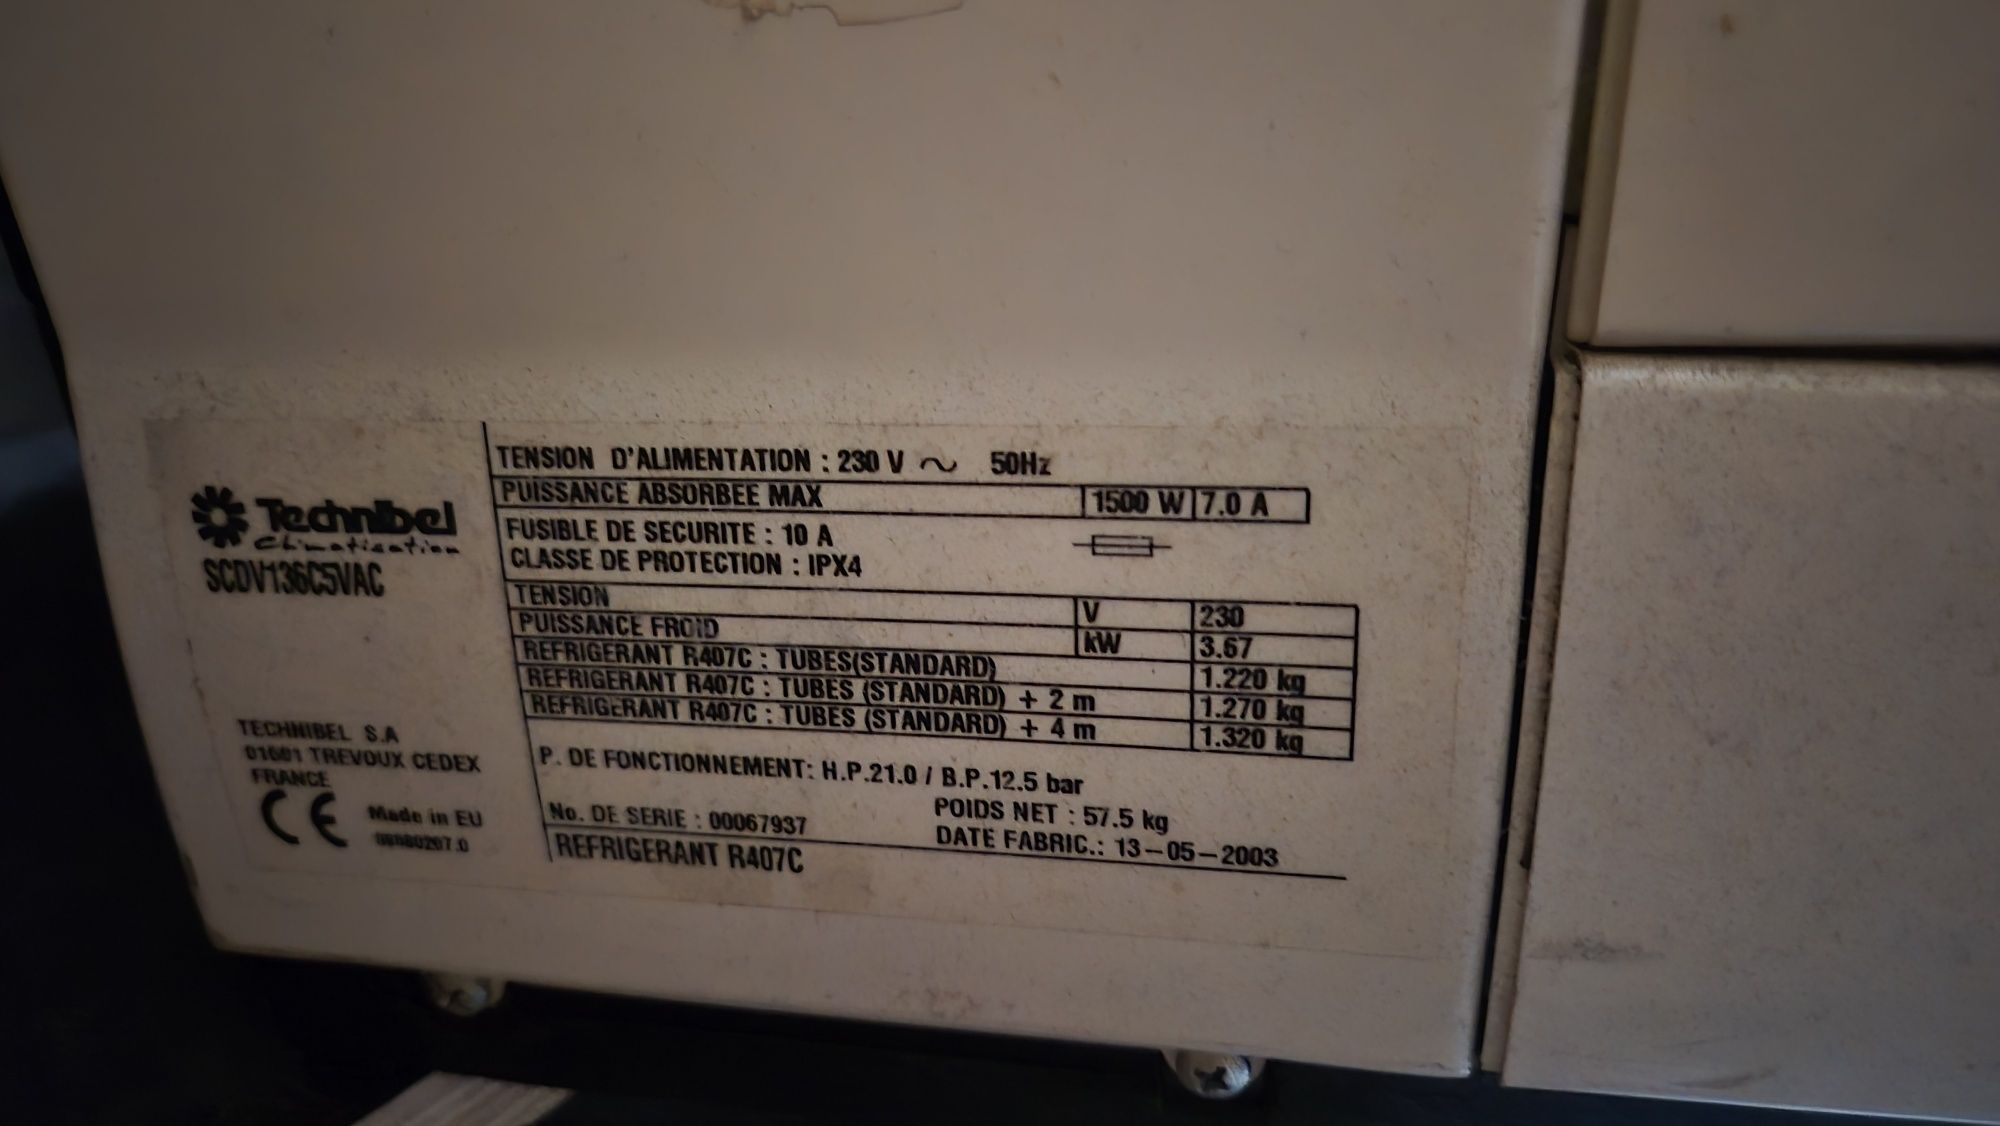 Technibel
Climatisation
SCDV136C5VAC
TECHNIBEL S.A
01601 TREVOUX CEDEX
FRANCE
CE Made in EU
TENSION D'ALIMENTATION : 230 V ~ 50Hz
PUISSANCE ABSORBEE MAX 1500 W 7.0 A
FUSIBLE DE SECURITE : 10 A
CLASSE DE PROTECTION : IPX4
TENSION V 230
PUISSANCE FROID kW 3.67
REFRIGERANT R407C : TUBES(STANDARD) 1.220 kg
REFRIGERANT R407C : TUBES (STANDARD) + 2 m 1.270 kg
REFRIGERANT R407C : TUBES (STANDARD) + 4 m 1.320 kg
P. DE FONCTIONNEMENT: H.P.21.0 / B.P.12.5 bar
POIDS NET : 57.5 kg
No. DE SERIE : 00067937
DATE FABRIC.: 13-05-2003
REFRIGERANT R407C